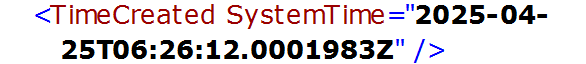 <TimeCreated SystemTime="2025-04-
25T06:26:12.0001983Z" />